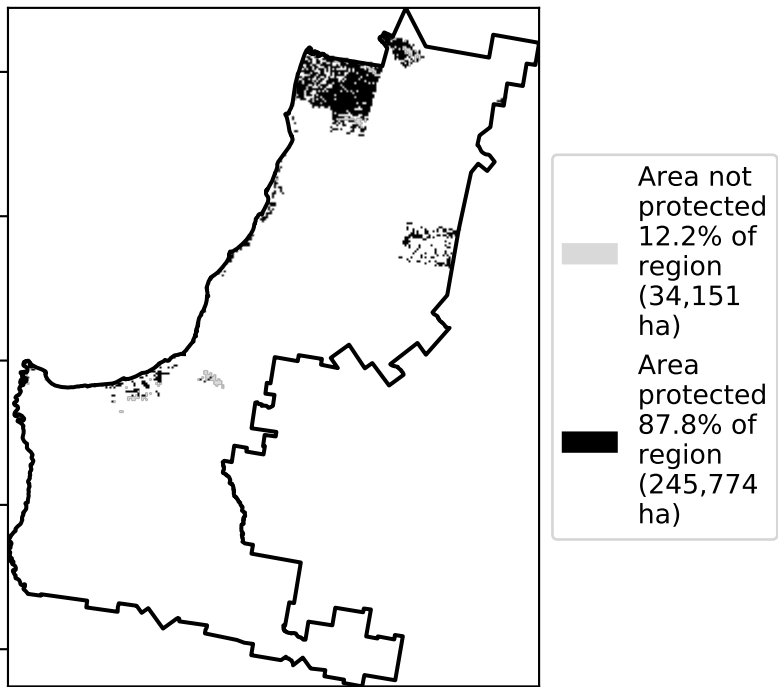 Area not
protected
12.2% of
region
(34,151
ha)
Area
protected
87.8% of
region
(245,774
ha)